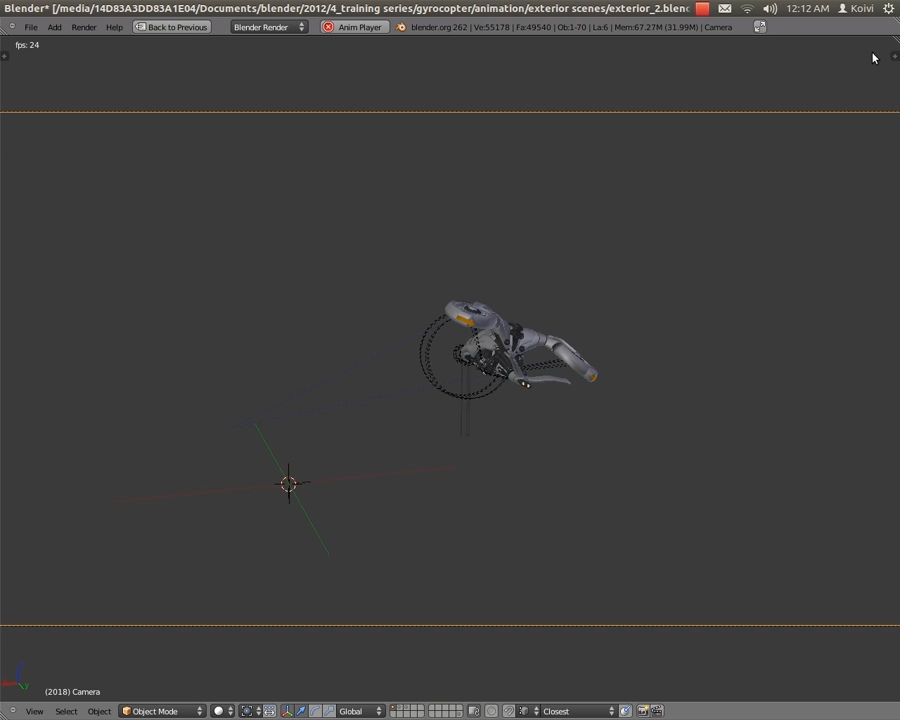 Blender* [/media/14D83A3DD83A1E04/Documents/blender/2012/4_training series/gyrocopter/animation/exterior scenes/exterior_2.blend
12:12 AM Koivi
File Add Render Help Back to Previous Blender Render Anim Player blender.org 262 | Ve:55178 | Fa:49540 | Ob:1-70 | La:6 | Mem:67.27M (31.99M) | Camera
fps: 24
(2018) Camera
View Select Object Object Mode Global Closest